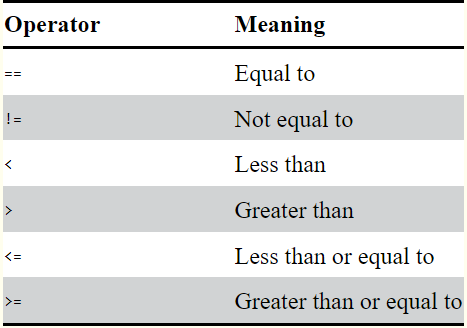 Operator Meaning
== Equal to
!= Not equal to
< Less than
> Greater than
<= Less than or equal to
>= Greater than or equal to